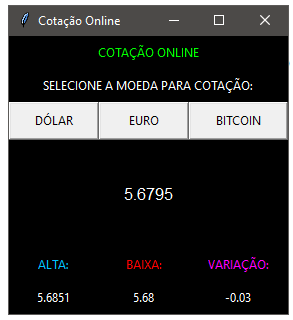 Cotação Online
COTAÇÃO ONLINE
SELECIONE A MOEDA PARA COTAÇÃO:
DÓLAR EURO BITCOIN
5.6795
ALTA: BAIXA: VARIAÇÃO:
5.6851 5.68 -0.03